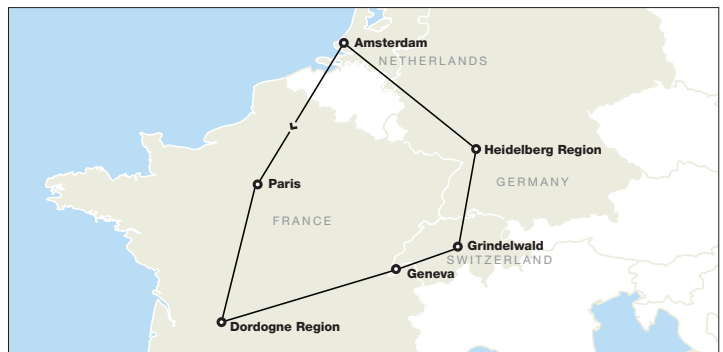 Amsterdam
NETHERLANDS
Heidelberg Region
Paris
GERMANY
FRANCE
Grindelwald
SWITZERLAND
Geneva
Dordogne Region